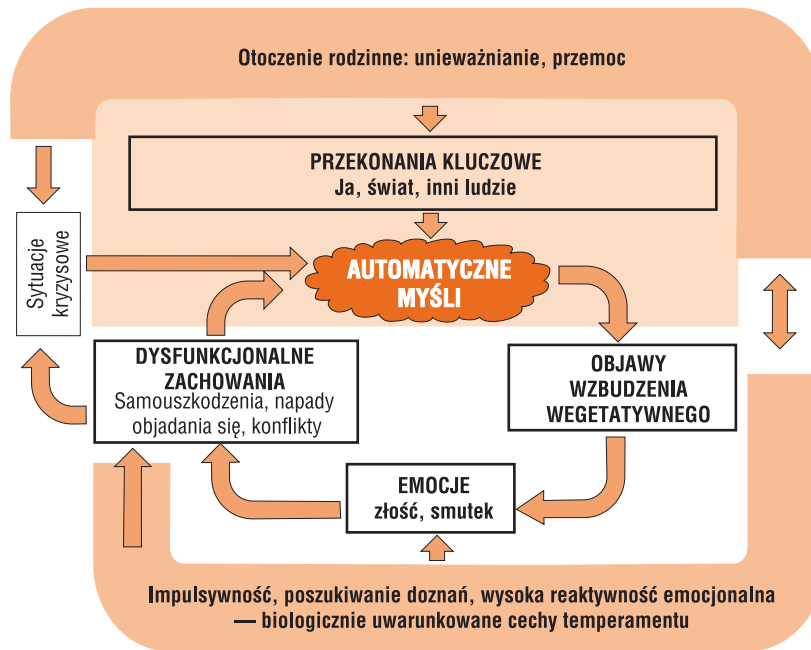 Otoczenie rodzinne: unieważnianie, przemoc
PRZEKONANIA KLUCZOWE
Ja, świat, inni ludzie
Sytuacje
kryzysowe
AUTOMATYCZNE
MYŚLI
DYSFUNKCJONALNE
ZACHOWANIA
Samouszkodzenia, napady
objadania się, konflikty
OBJAWY
WZBUDZENIA
WEGETATYWNEGO
EMOCJE
złość, smutek
Impulsywność, poszukiwanie doznań, wysoka reaktywność emocjonalna
— biologicznie uwarunkowane cechy temperamentu